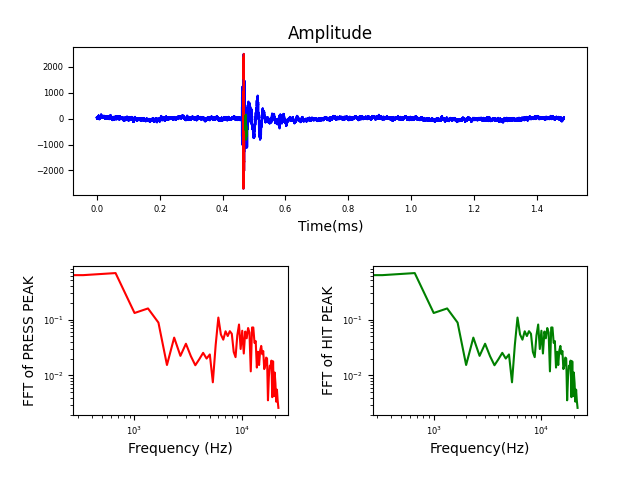 Amplitude
2000
1000
0
−1000
−2000
0.0 0.2 0.4 0.6 0.8 1.0 1.2 1.4
Time(ms)
FFT of PRESS PEAK
10⁻¹
10⁻²
10³ 10⁴
Frequency (Hz)
FFT of HIT PEAK
10⁻¹
10⁻²
10³ 10⁴
Frequency(Hz)